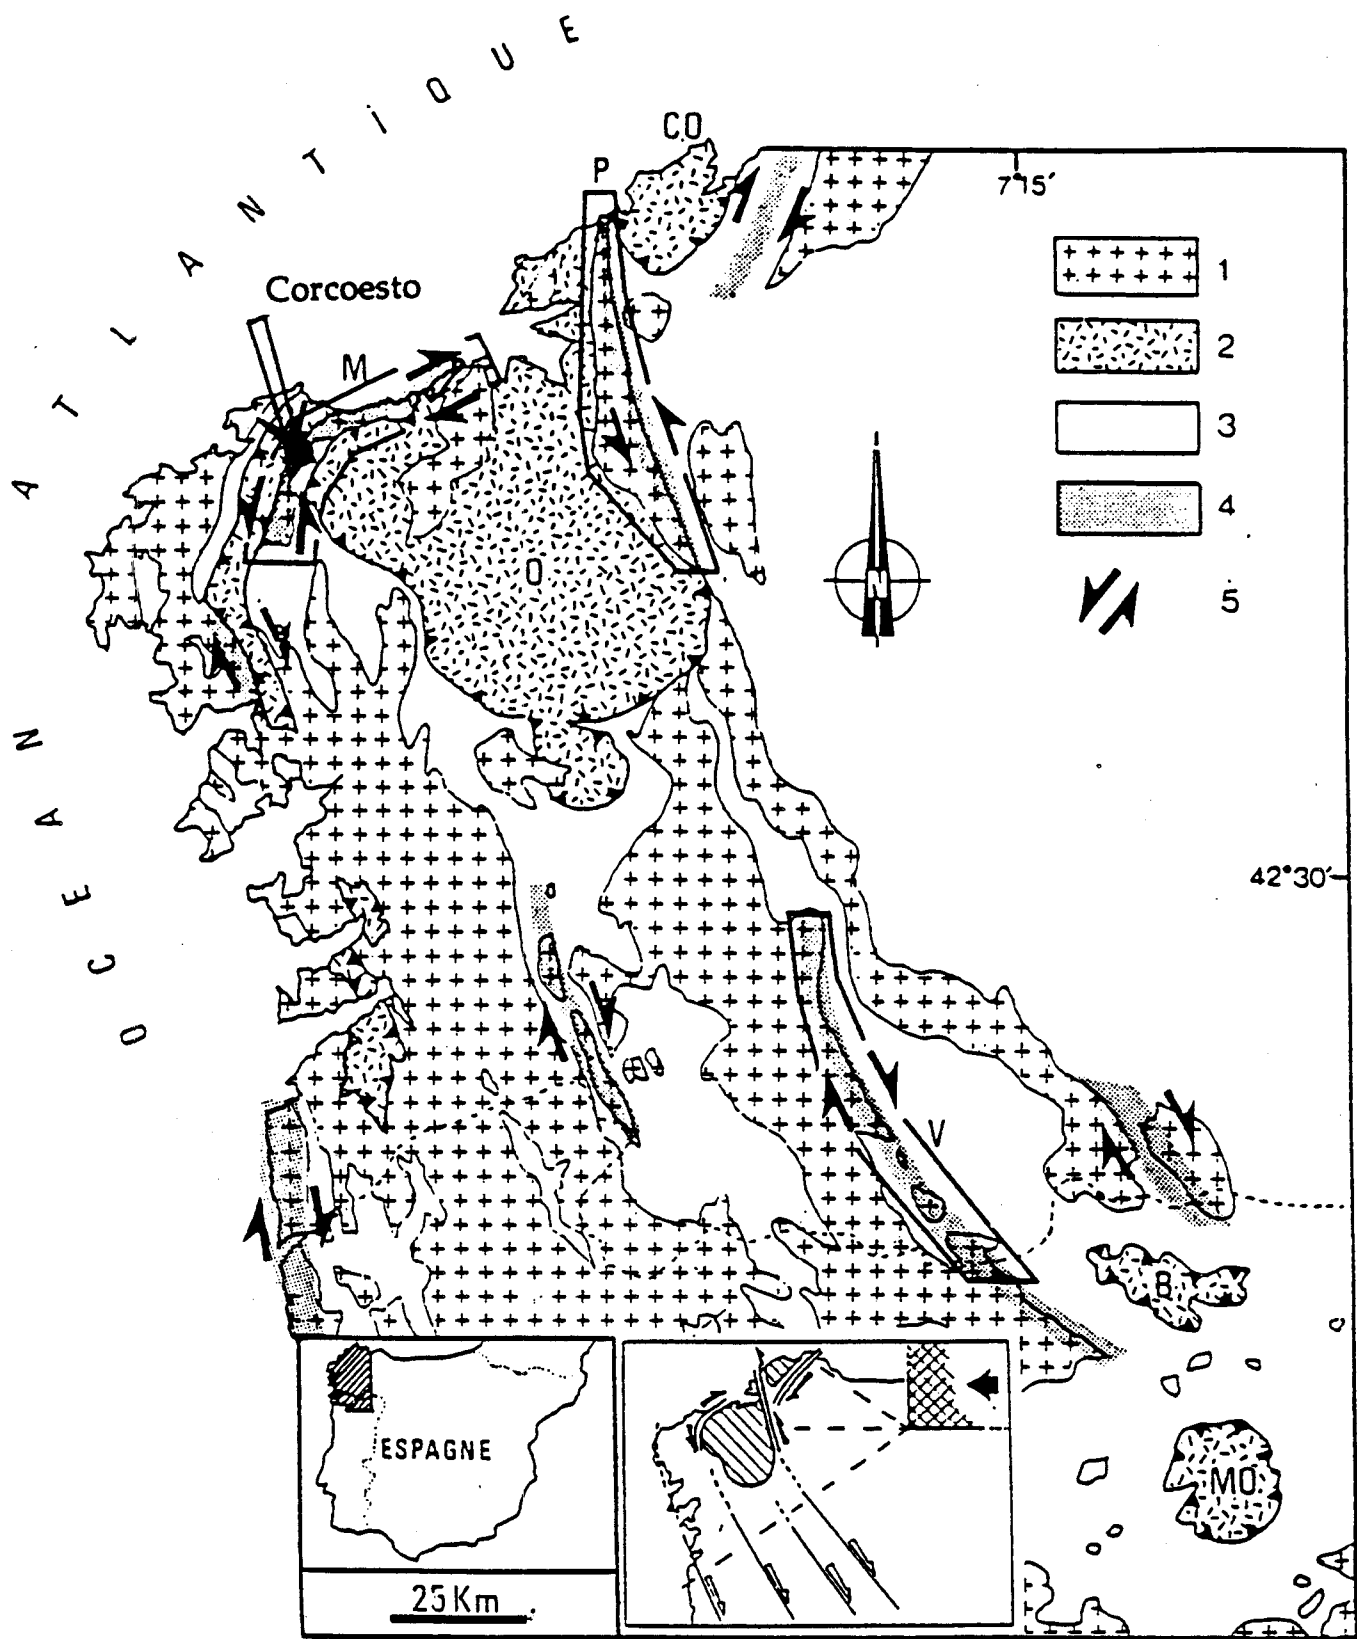 OCEAN ATLANTIQUE
CO
P
7°15'
Corcoesto
M
1
2
3
4
5
O
42°30'
V
B
ESPAGNE
MO
25 Km